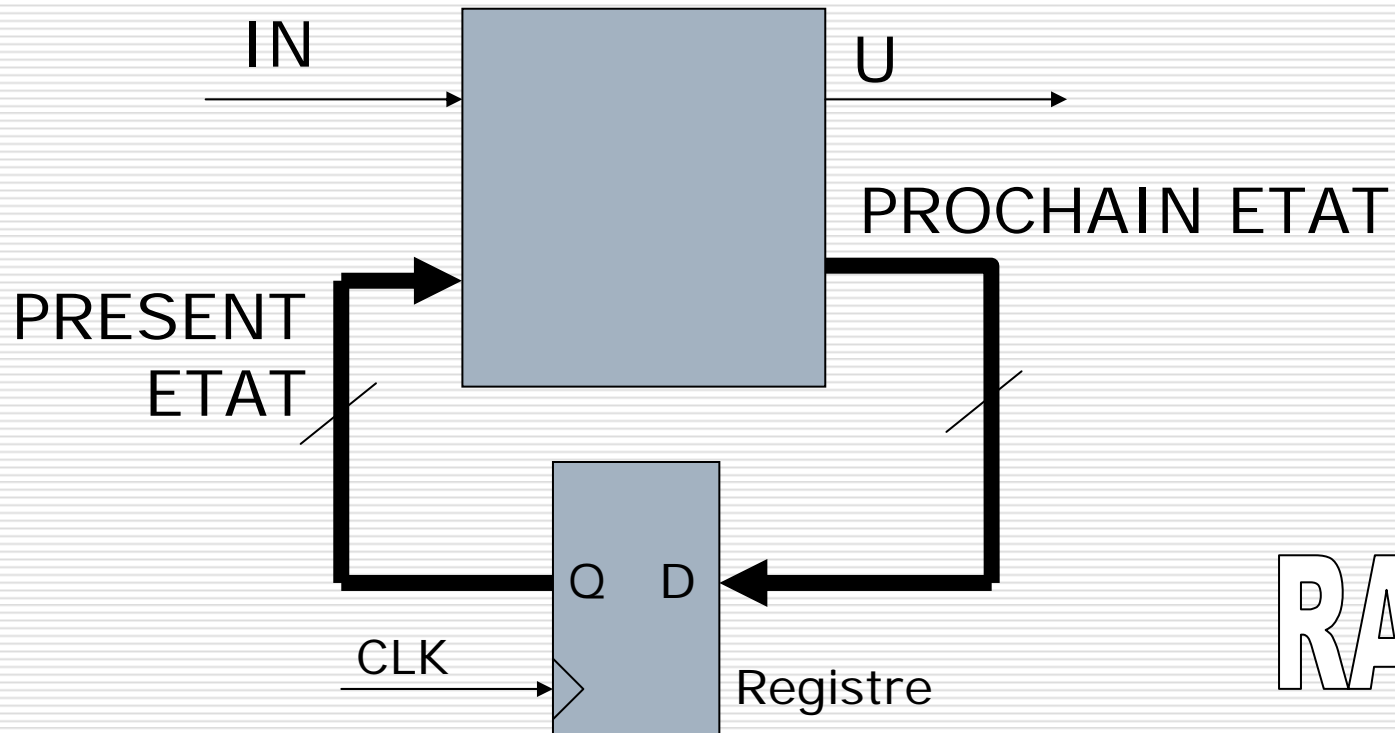 IN
U
PROCHAIN ETAT
PRESENT
ETAT
Q D
CLK
Registre